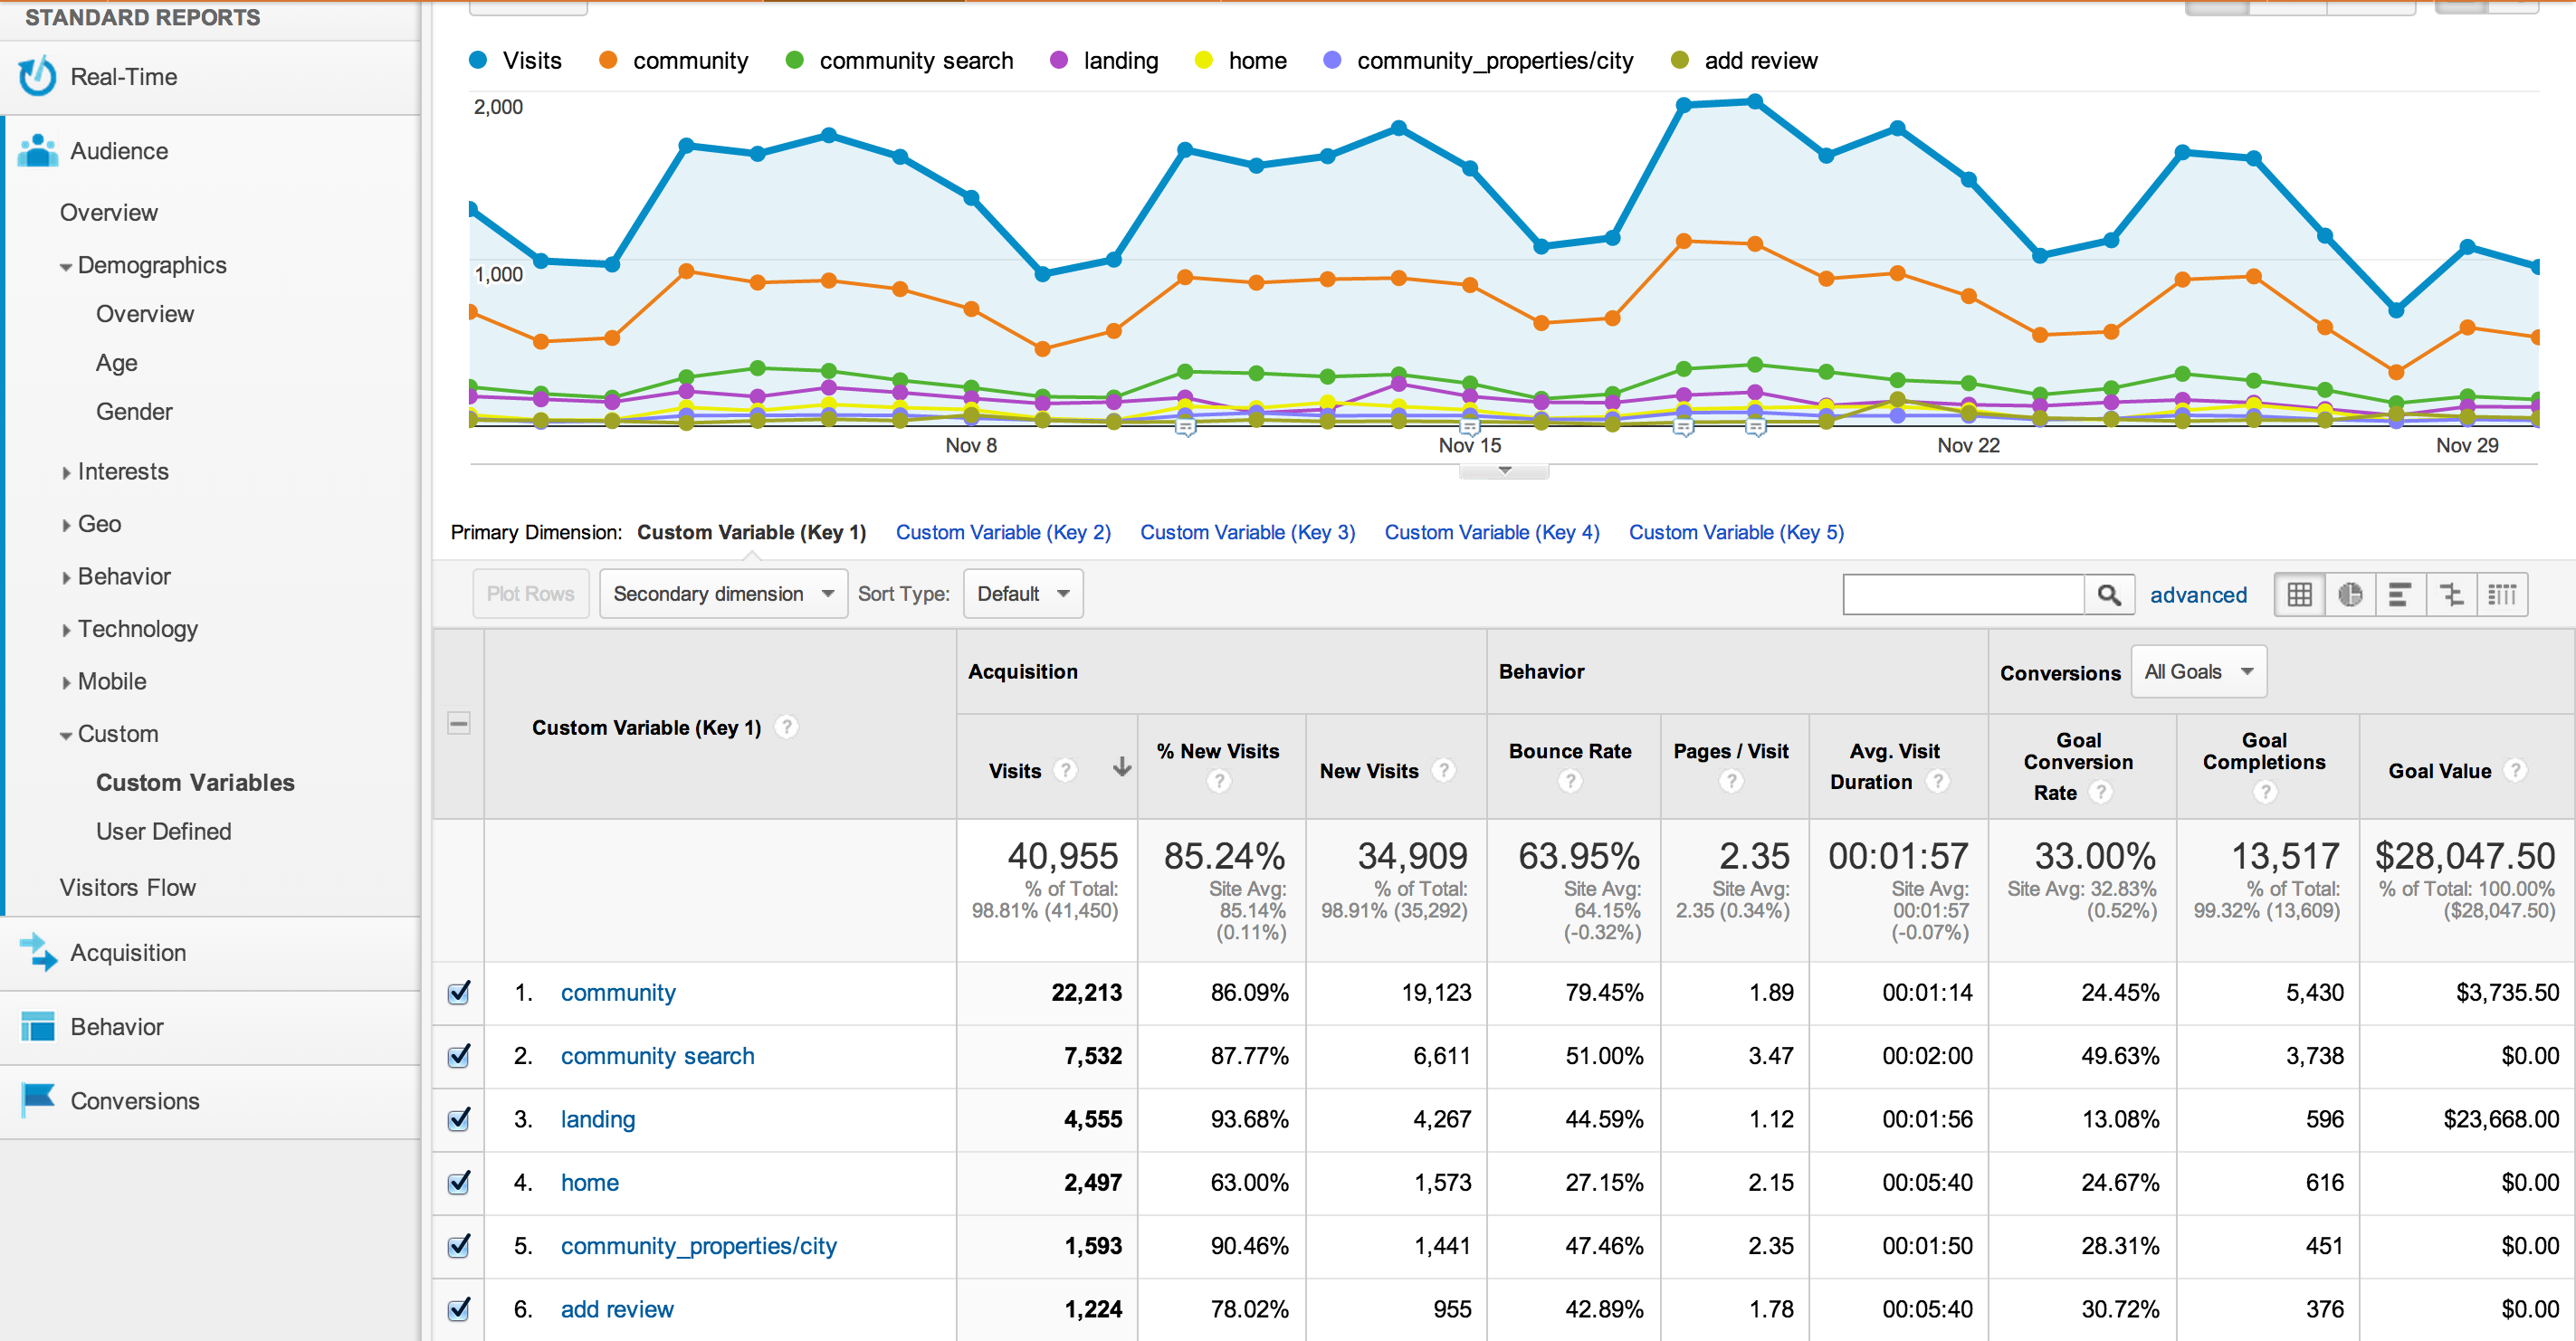 STANDARD REPORTS
Real-Time
Audience
Overview
Demographics
Overview
Age
Gender
Interests
Geo
Behavior
Technology
Mobile
Custom
Custom Variables
User Defined
Visitors Flow
Acquisition
Behavior
Conversions
Visits community community search landing home community_properties/city add review
2,000
1,000
Nov 8 Nov 15 Nov 22 Nov 29
Primary Dimension: Custom Variable (Key 1) Custom Variable (Key 2) Custom Variable (Key 3) Custom Variable (Key 4) Custom Variable (Key 5)
Plot Rows Secondary dimension Sort Type: Default advanced
Acquisition Behavior Conversions All Goals
Custom Variable (Key 1) ?
Visits ?
% New Visits ?
New Visits ?
Bounce Rate ?
Pages / Visit ?
Avg. Visit
Duration ?
Goal
Conversion
Rate ?
Goal
Completions ?
Goal Value ?
40,955 85.24% 34,909 63.95% 2.35 00:01:57 33.00% 13,517 $28,047.50
% of Total: Site Avg: % of Total: Site Avg: Site Avg: Site Avg: Site Avg: 32.83% % of Total: % of Total: 100.00%
98.81% (41,450) 85.14% 98.91% (35,292) 64.15% 2.35 (0.34%) 00:01:57 (0.52%) 99.32% (13,609) ($28,047.50)
(0.11%) (-0.32%) (-0.07%)
1. community 22,213 86.09% 19,123 79.45% 1.89 00:01:14 24.45% 5,430 $3,735.50
2. community search 7,532 87.77% 6,611 51.00% 3.47 00:02:00 49.63% 3,738 $0.00
3. landing 4,555 93.68% 4,267 44.59% 1.12 00:01:56 13.08% 596 $23,668.00
4. home 2,497 63.00% 1,573 27.15% 2.15 00:05:40 24.67% 616 $0.00
5. community_properties/city 1,593 90.46% 1,441 47.46% 2.35 00:01:50 28.31% 451 $0.00
6. add review 1,224 78.02% 955 42.89% 1.78 00:05:40 30.72% 376 $0.00